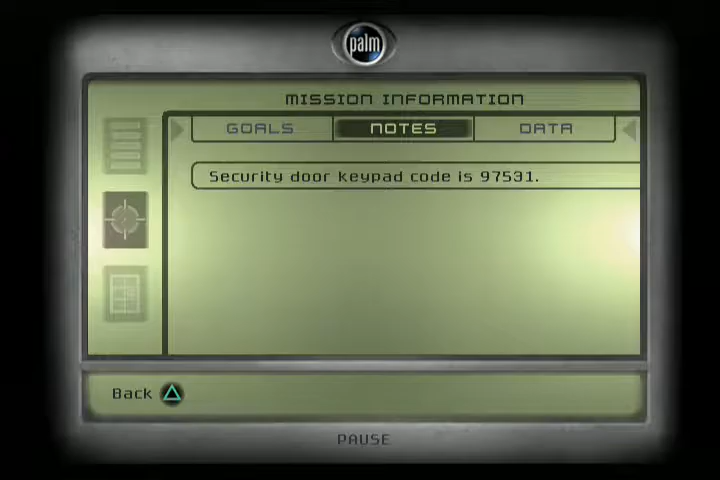 palm
MISSION INFORMATION
GOALS NOTES DATA
Security door keypad code is 97531.
Back
PAUSE